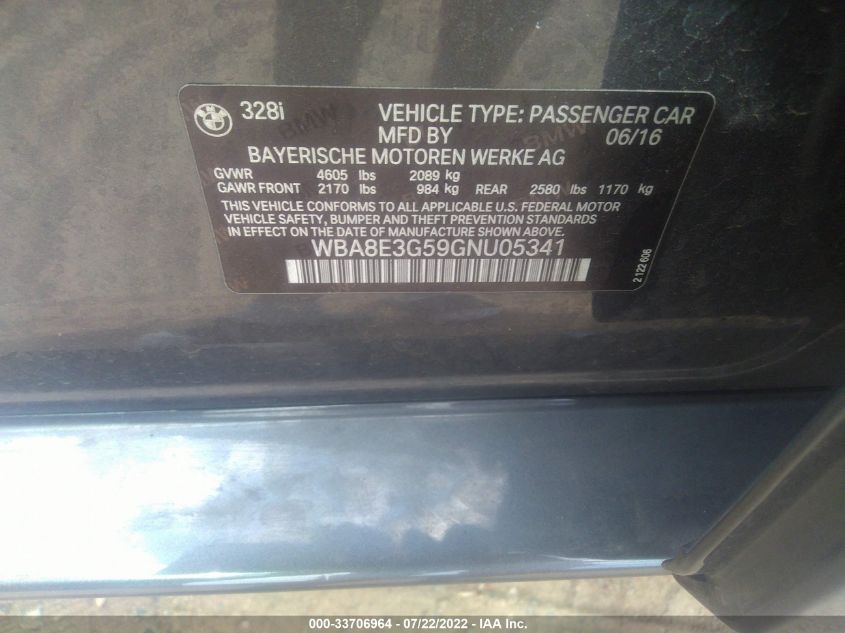 328i VEHICLE TYPE: PASSENGER CAR
MFD BY 06/16
BAYERISCHE MOTOREN WERKE AG
GVWR 4605 lbs 2089 kg
GAWR FRONT 2170 lbs 984 kg REAR 2580 lbs 1170 kg
THIS VEHICLE CONFORMS TO ALL APPLICABLE U.S. FEDERAL MOTOR
VEHICLE SAFETY, BUMPER AND THEFT PREVENTION STANDARDS
IN EFFECT ON THE DATE OF MANUFACTURE SHOWN ABOVE.
WBA8E3G59GNU05341
2 122 606
000-33706964 - 07/22/2022 - IAA Inc.